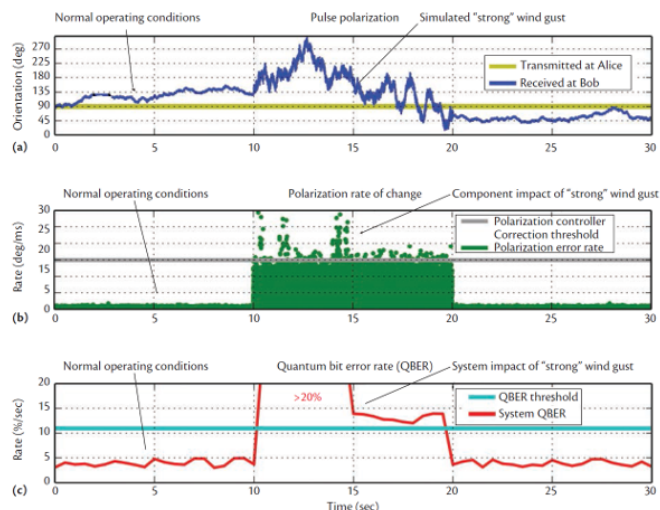 Normal operating conditions Pulse polarization Simulated "strong" wind gust
270
225
180
135
90
45
0
Orientation (deg)
Transmitted at Alice
Received at Bob
(a) 0 5 10 15 20 25 30
Normal operating conditions Polarization rate of change Component impact of "strong" wind gust
30
25
20
15
10
5
0
Rate (deg/ms)
Polarization controller
Correction threshold
Polarization error rate
(b) 0 5 10 15 20 25 30
Normal operating conditions Quantum bit error rate (QBER) System impact of "strong" wind gust
20
15
10
5
0
Rate (%/sec)
>20%
QBER threshold
System QBER
(c) 0 5 10 15 20 25 30
Time (sec)